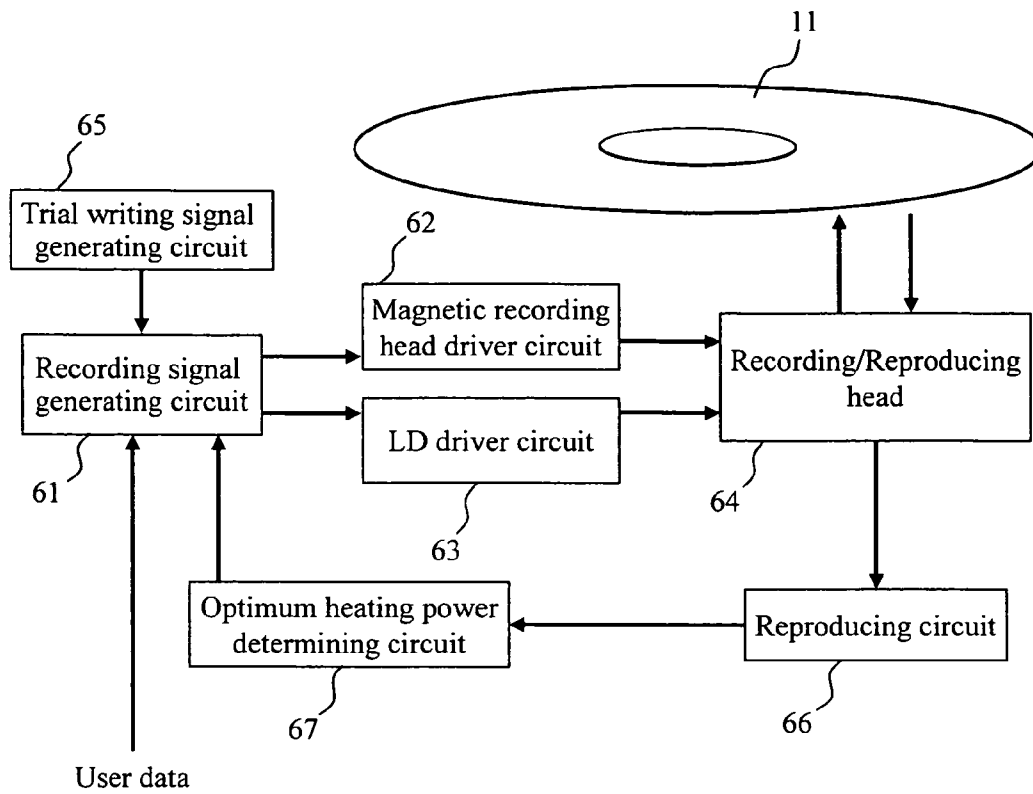 11
65
Trial writing signal
generating circuit
62
Magnetic recording
head driver circuit
Recording signal
generating circuit
Recording/Reproducing
head
LD driver circuit
61
63
64
Optimum heating power
determining circuit
Reproducing circuit
67
66
User data